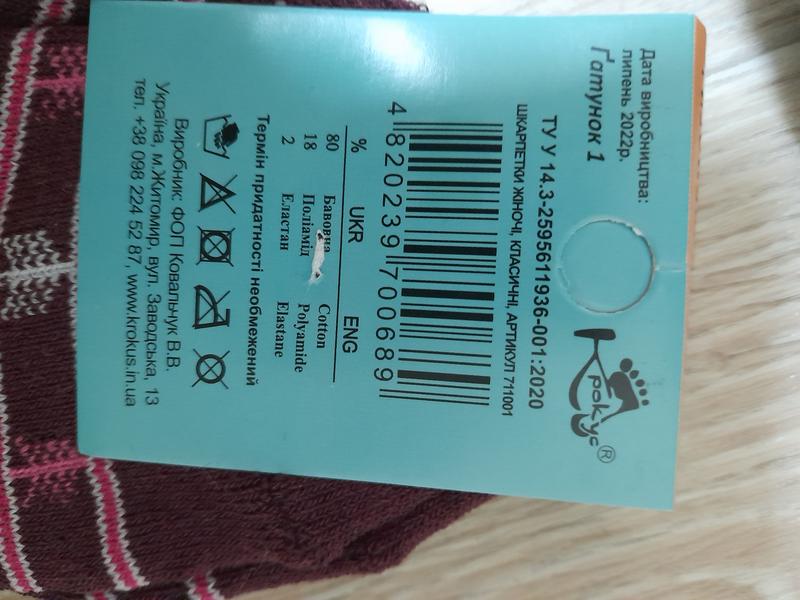 Дата виробництва:
липень 2022р.
Ґатунок 1
Крокус®
ТУ У 14.3-2595611936-001:2020
ШКАРПЕТКИ ЖІНОЧІ, КЛАСИЧНІ, АРТИКУЛ 711001
4 820239 700689
% UKR ENG
80 Бавовна Cotton
18 Поліамід Polyamide
2 Еластан Elastane
Термін придатності необмежений
Виробник: ФОП Ковальчук В.В.
Україна, м.Житомир, вул. Заводська, 13
тел. +38 098 224 52 87, www.krokus.in.ua